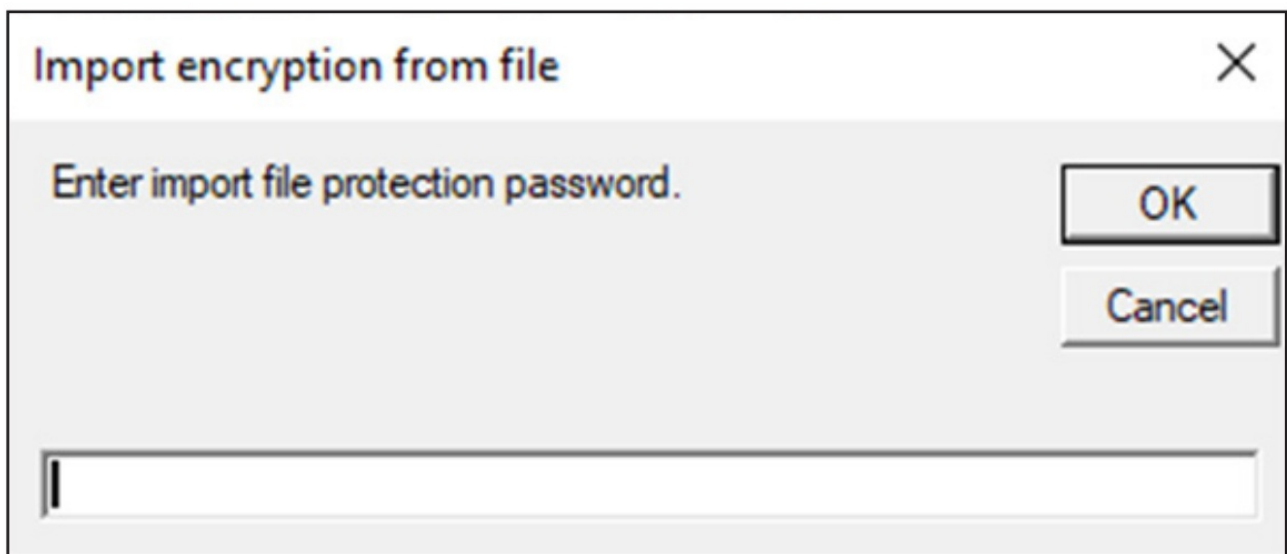 Import encryption from file
Enter import file protection password.
OK
Cancel